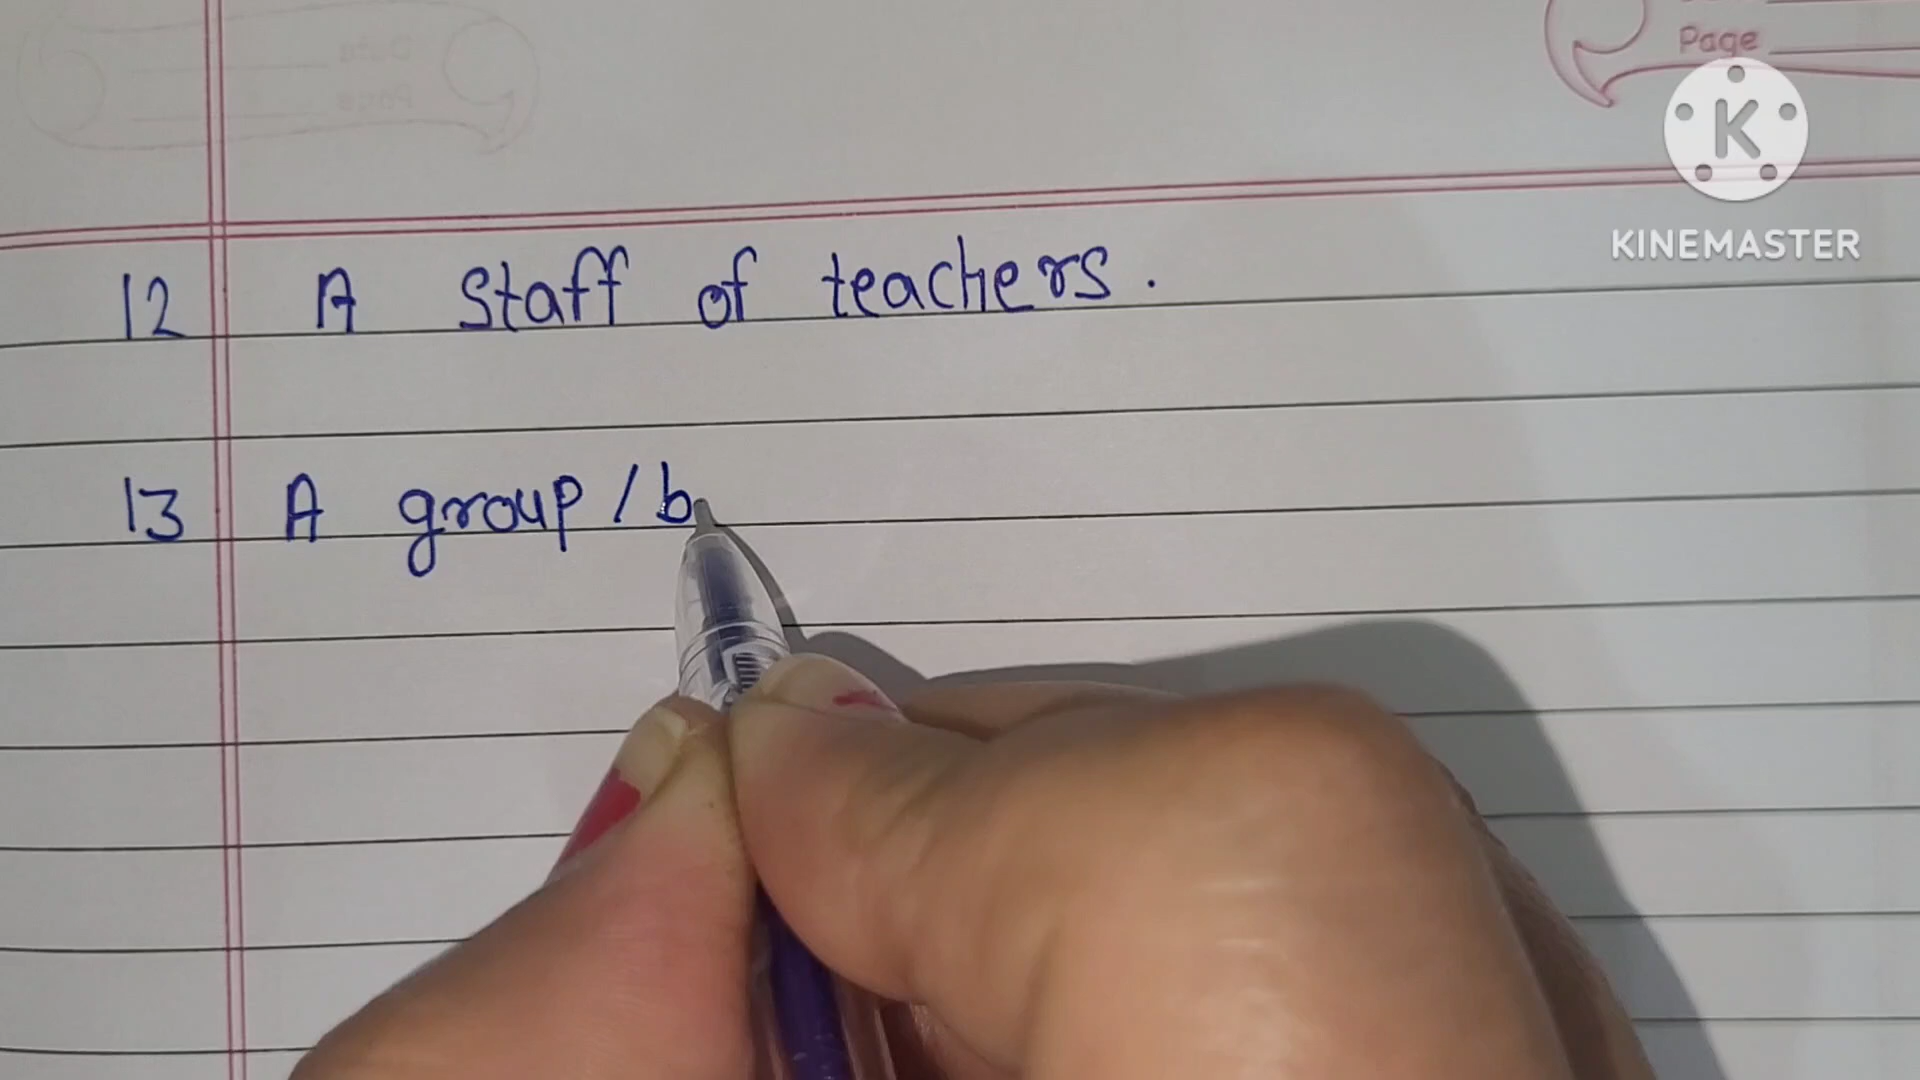 Page
K
KINEMASTER
12 A Staff of teachers.
13 A group / b